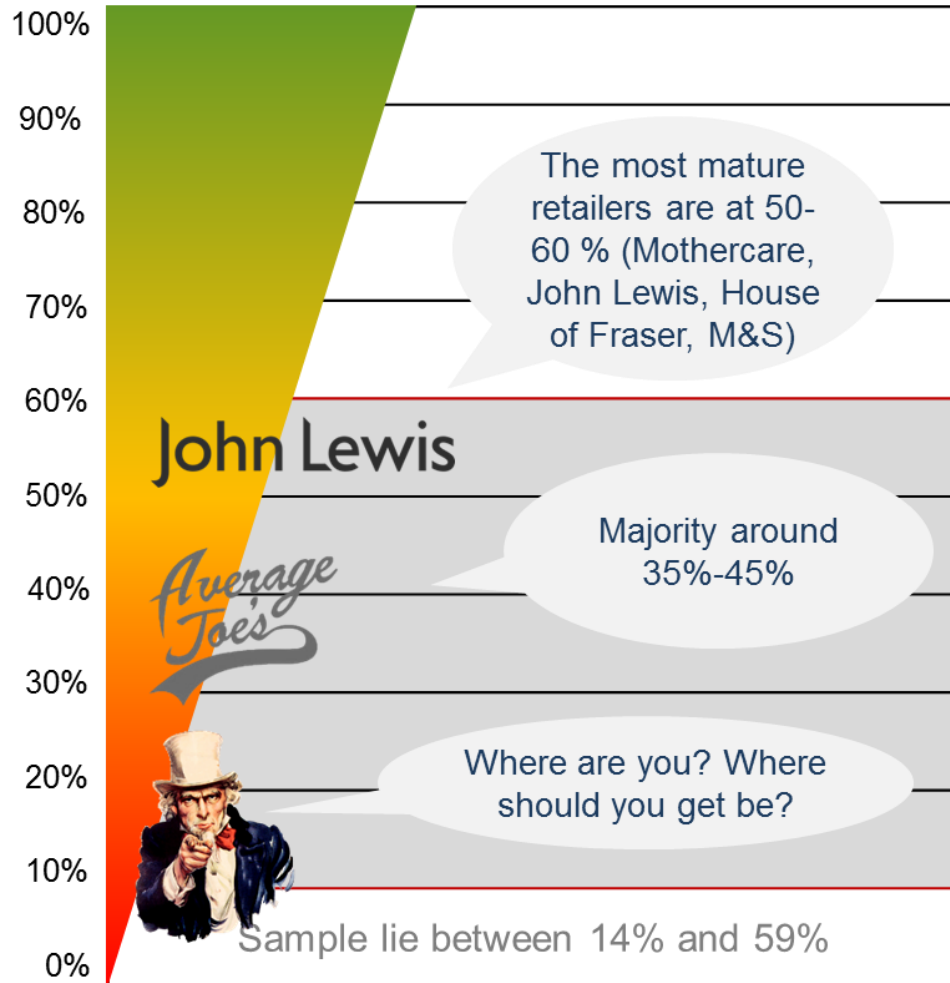 100%
90%
The most mature
retailers are at 50-
60 % (Mothercare,
John Lewis, House
of Fraser, M&S)
80%
70%
60%
John Lewis
50%
Majority around
35%-45%
Average
Joe's
40%
30%
Where are you? Where
should you get be?
20%
10%
Sample lie between 14% and 59%
0%